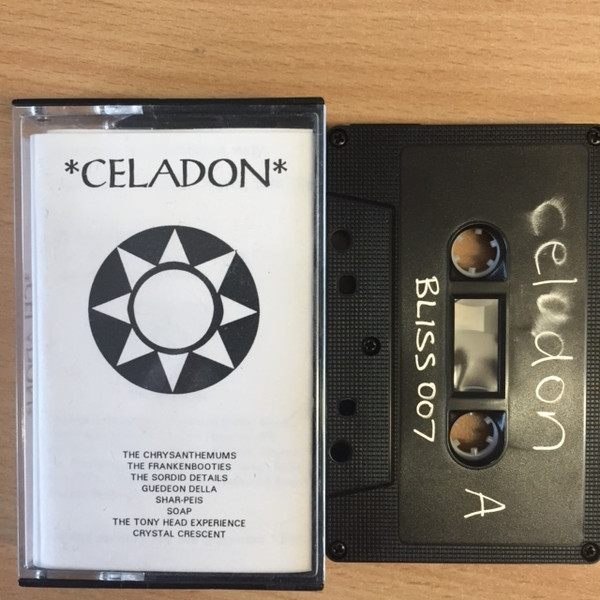 *CELADON*
THE CHRYSANTHEMUMS
THE FRANKENBOOTIES
THE SORDID DETAILS
GUEDEON DELLA
SHAR-PEIS
SOAP
THE TONY HEAD EXPERIENCE
CRYSTAL CRESCENT
celadon
BLISS 007
A